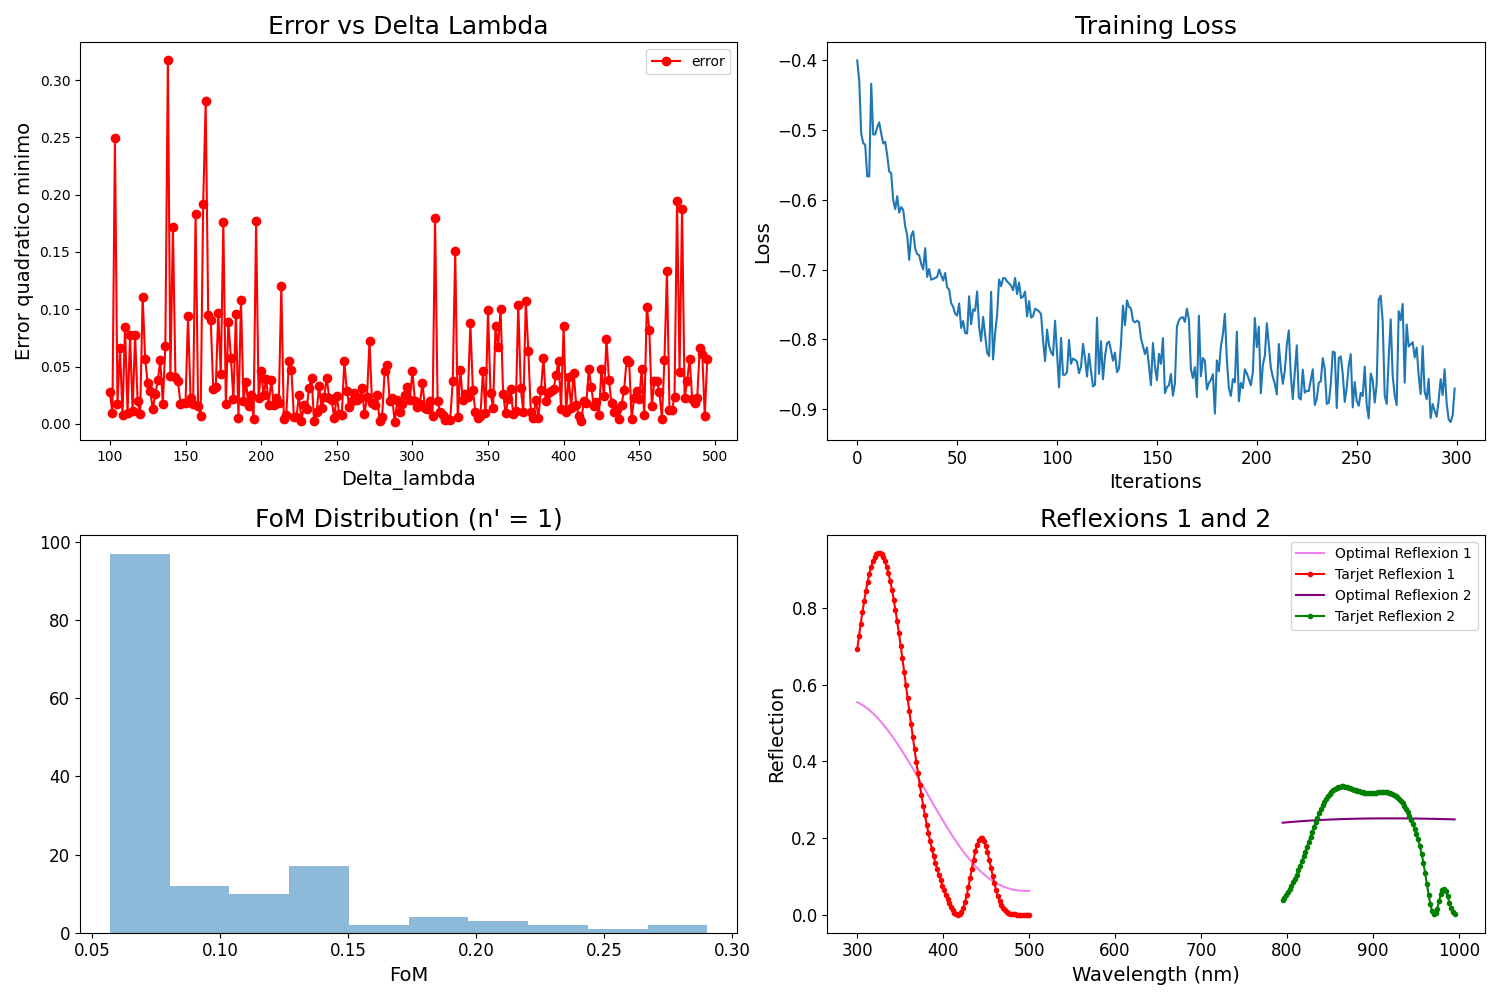 Error vs Delta Lambda
error
Error quadratico minimo
0.30
0.25
0.20
0.15
0.10
0.05
0.00
100 150 200 250 300 350 400 450 500
Delta_lambda
Training Loss
Loss
−0.4
−0.5
−0.6
−0.7
−0.8
−0.9
0 50 100 150 200 250 300
Iterations
FoM Distribution (n' = 1)
100
80
60
40
20
0
0.05 0.10 0.15 0.20 0.25 0.30
FoM
Reflexions 1 and 2
Optimal Reflexion 1
Tarjet Reflexion 1
Optimal Reflexion 2
Tarjet Reflexion 2
Reflection
0.8
0.6
0.4
0.2
0.0
300 400 500 600 700 800 900 1000
Wavelength (nm)